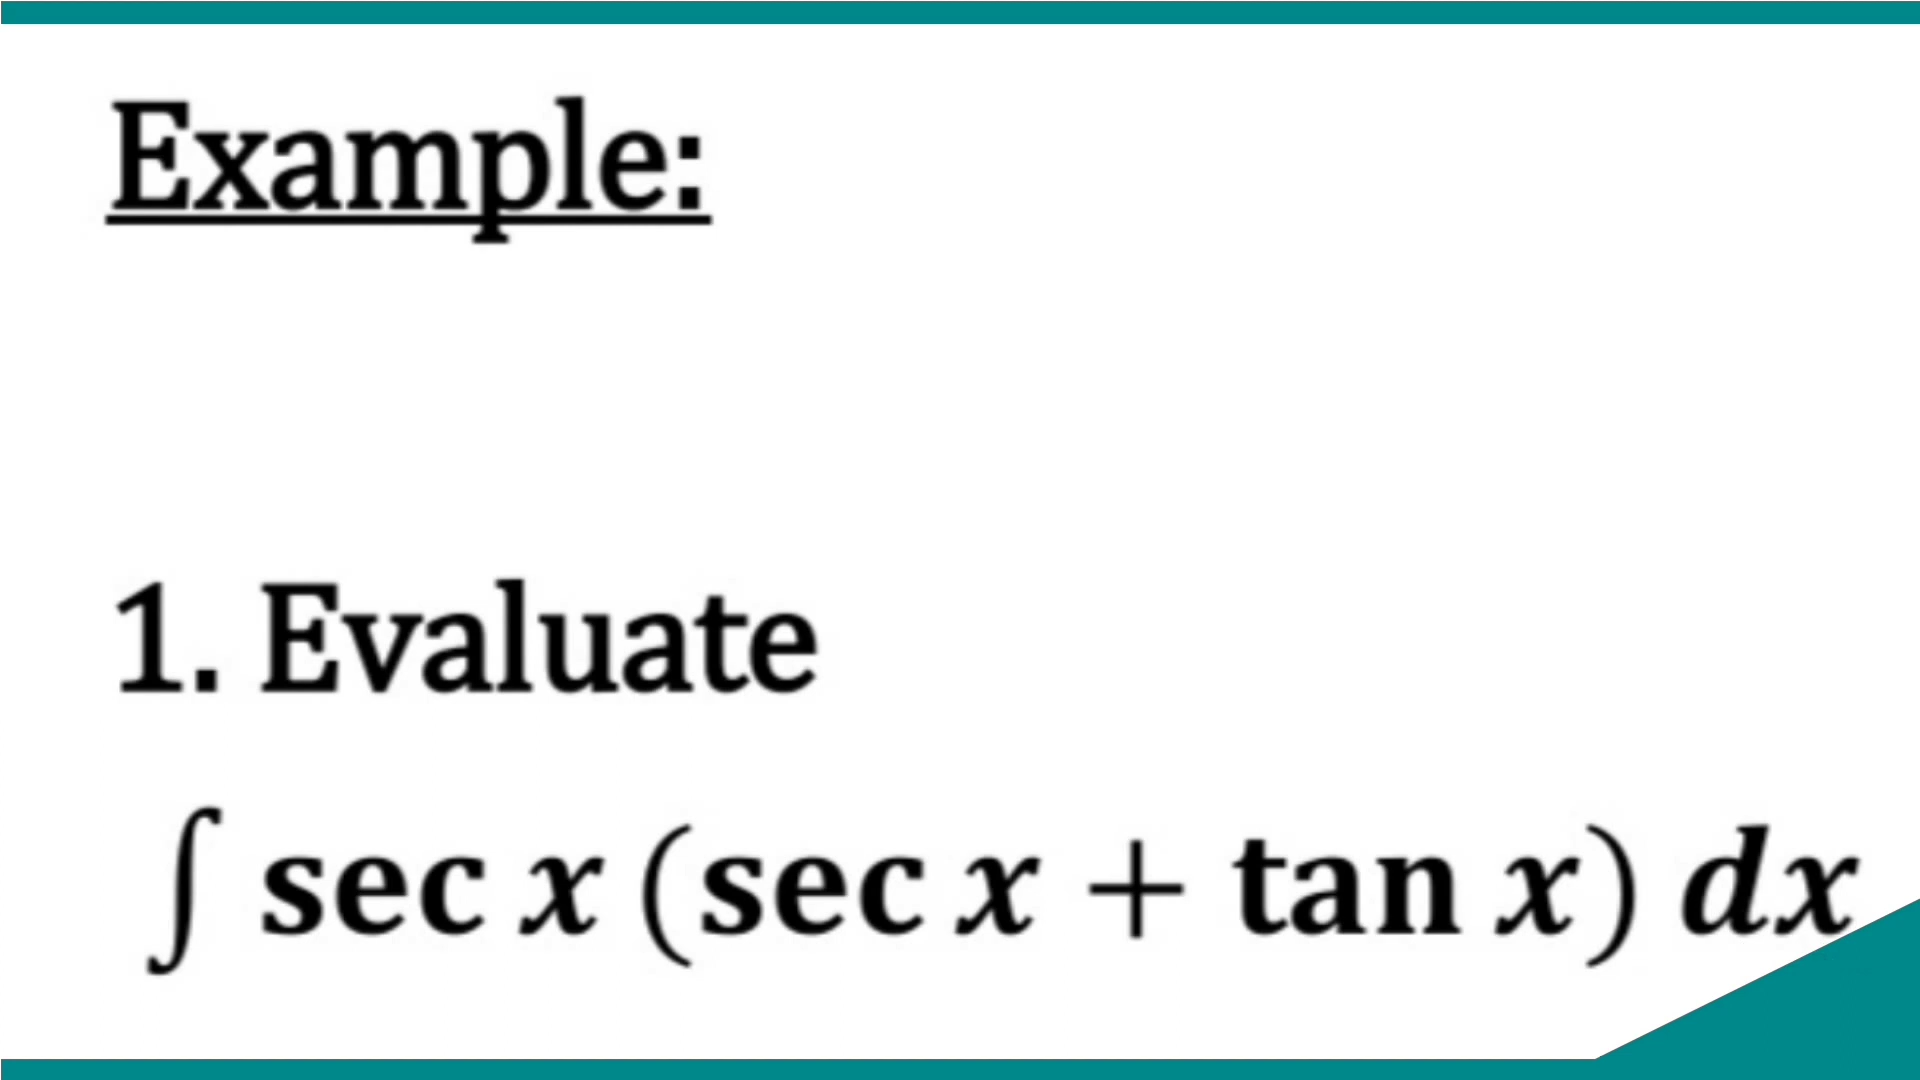 Example:
1. Evaluate
∫ sec x (sec x + tan x) dx